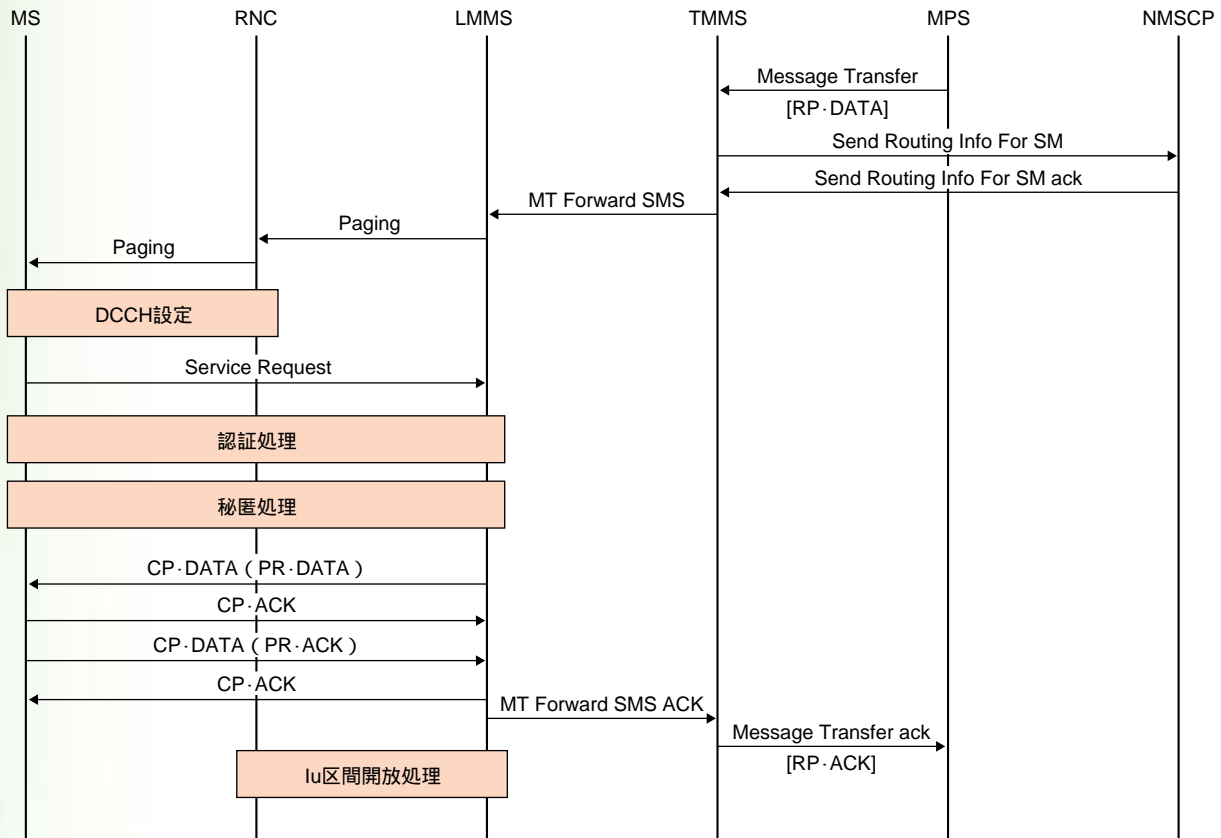 MS RNC LMMS TMMS MPS NMSCP
Message Transfer
[RP·DATA]
Send Routing Info For SM
Send Routing Info For SM ack
MT Forward SMS
Paging
Paging
DCCH設定
Service Request
認証処理
秘匿処理
CP·DATA ( PR·DATA )
CP·ACK
CP·DATA ( PR·ACK )
CP·ACK
MT Forward SMS ACK
Message Transfer ack
[RP·ACK]
Iu区間開放処理